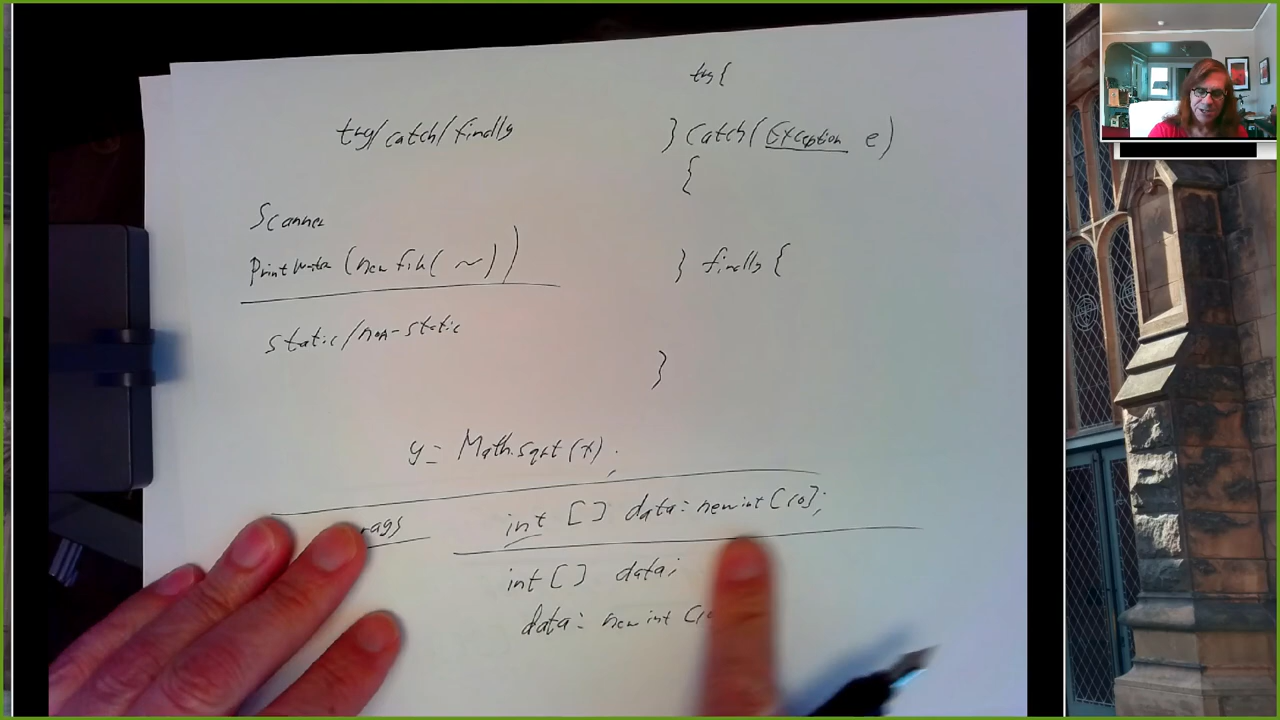 try{
try/catch/finally
} catch(Exception e)
{
Scanner
PrintWriter (new File( ~))
} finally {
static/non-static
}
y = Math.sqrt(x);
int [] data = new int [10];
int [] data;
data = new int